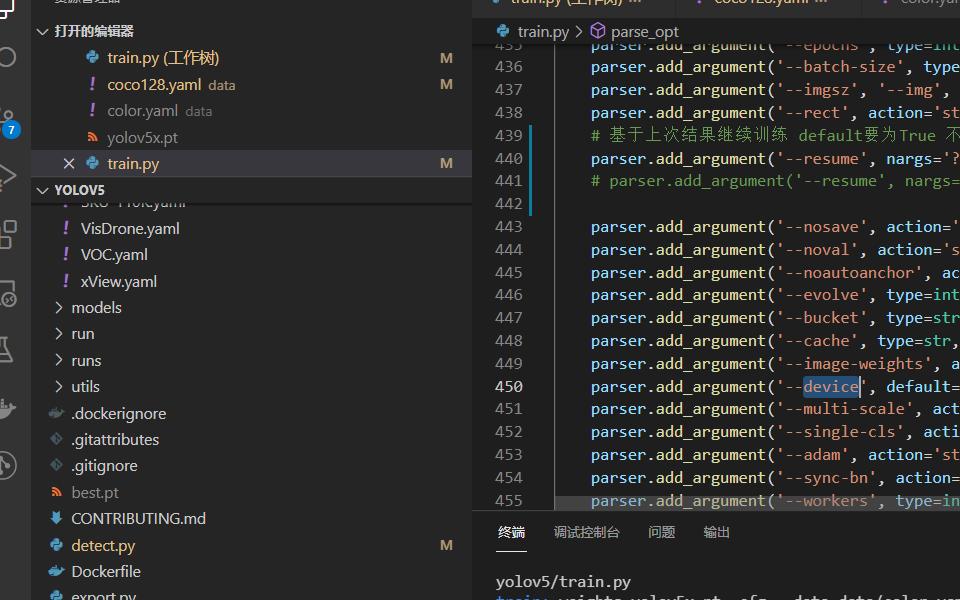 打开的编辑器
train.py (工作树) M
coco128.yaml data M
color.yaml data
yolov5x.pt
train.py M
YOLOV5
VisDrone.yaml
VOC.yaml
xView.yaml
models
run
runs
utils
.dockerignore
.gitattributes
.gitignore
best.pt
CONTRIBUTING.md
detect.py M
Dockerfile
export.py
7
train.py > parse_opt
435 parser.add_argument('--epochs', type=int
436 parser.add_argument('--batch-size', type
437 parser.add_argument('--imgsz', '--img',
438 parser.add_argument('--rect', action='st
439 # 基于上次结果继续训练 default要为True 不
440 parser.add_argument('--resume', nargs='?
441 # parser.add_argument('--resume', nargs=
442
443 parser.add_argument('--nosave', action='
444 parser.add_argument('--noval', action='s
445 parser.add_argument('--noautoanchor', ac
446 parser.add_argument('--evolve', type=int
447 parser.add_argument('--bucket', type=str
448 parser.add_argument('--cache', type=str,
449 parser.add_argument('--image-weights', a
450 parser.add_argument('--device', default=
451 parser.add_argument('--multi-scale', act
452 parser.add_argument('--single-cls', acti
453 parser.add_argument('--adam', action='st
454 parser.add_argument('--sync-bn', action=
455 parser.add_argument('--workers', type=in
终端 调试控制台 问题 输出
yolov5/train.py